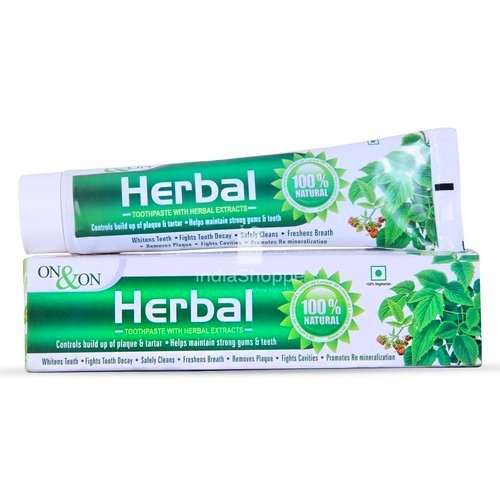 100%
NATURAL
Herbal
TOOTHPASTE WITH HERBAL EXTRACTS
Controls build up of plaque & tartar • Helps maintain strong gums & teeth
Whitens Teeth • Fights Tooth Decay • Safely Cleans • Freshens Breath
• Removes Plaque • Fights Cavities • Promotes Re mineralization
IndiaShoppe
ON&ON
Herbal
100%
NATURAL
100% Vegetarian
TOOTHPASTE WITH HERBAL EXTRACTS
Controls build up of plaque & tartar • Helps maintain strong gums & teeth
Whitens Teeth • Fights Tooth Decay • Safely Cleans • Freshens Breath • Removes Plaque • Fights Cavities • Promotes Re mineralization